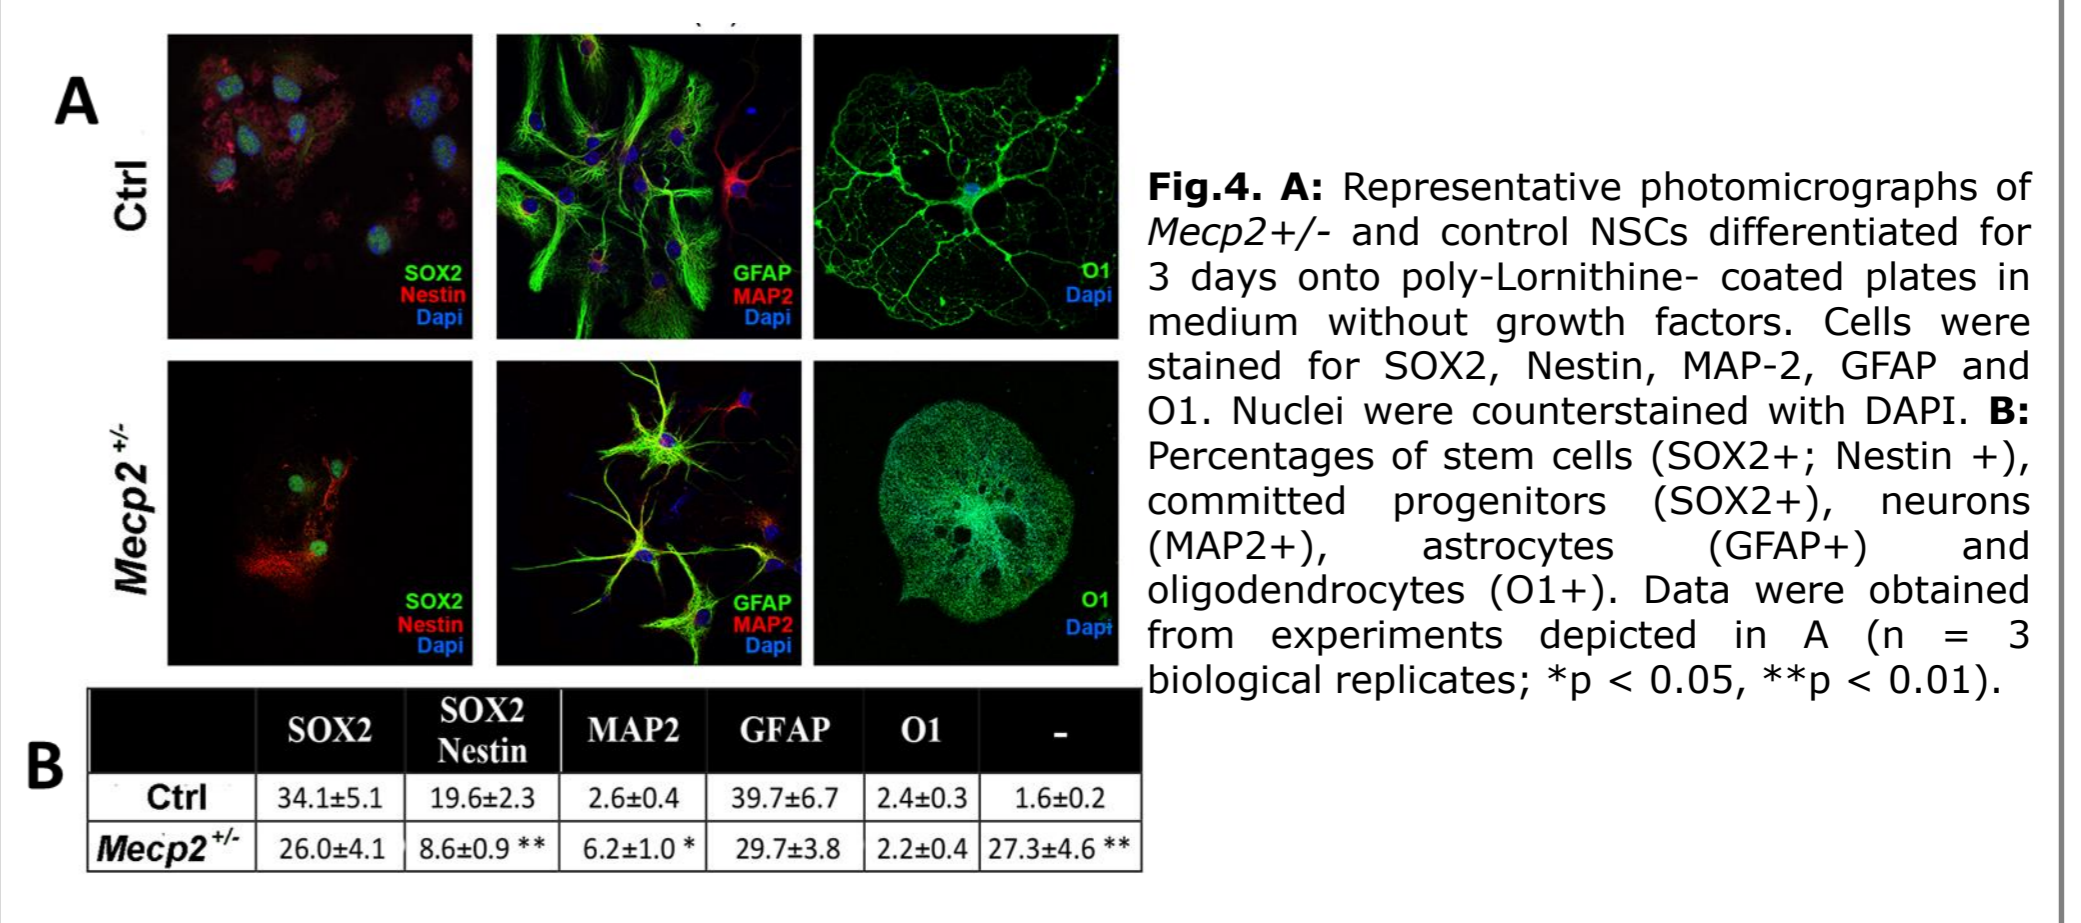 A
Ctrl
SOX2
Nestin
Dapi
GFAP
MAP2
Dapi
O1
Dapi
Mecp2+/-
SOX2
Nestin
Dapi
GFAP
MAP2
Dapi
O1
Dapi
Fig.4. A: Representative photomicrographs of
Mecp2+/- and control NSCs differentiated for
3 days onto poly-Lornithine- coated plates in
medium without growth factors. Cells were
stained for SOX2, Nestin, MAP-2, GFAP and
O1. Nuclei were counterstained with DAPI. B:
Percentages of stem cells (SOX2+; Nestin +),
committed progenitors (SOX2+), neurons
(MAP2+), astrocytes (GFAP+) and
oligodendrocytes (O1+). Data were obtained
from experiments depicted in A (n = 3
biological replicates; *p < 0.05, **p < 0.01).
B
SOX2 SOX2 Nestin MAP2 GFAP O1 -
Ctrl 34.1±5.1 19.6±2.3 2.6±0.4 39.7±6.7 2.4±0.3 1.6±0.2
Mecp2+/- 26.0±4.1 8.6±0.9 ** 6.2±1.0 * 29.7±3.8 2.2±0.4 27.3±4.6 **